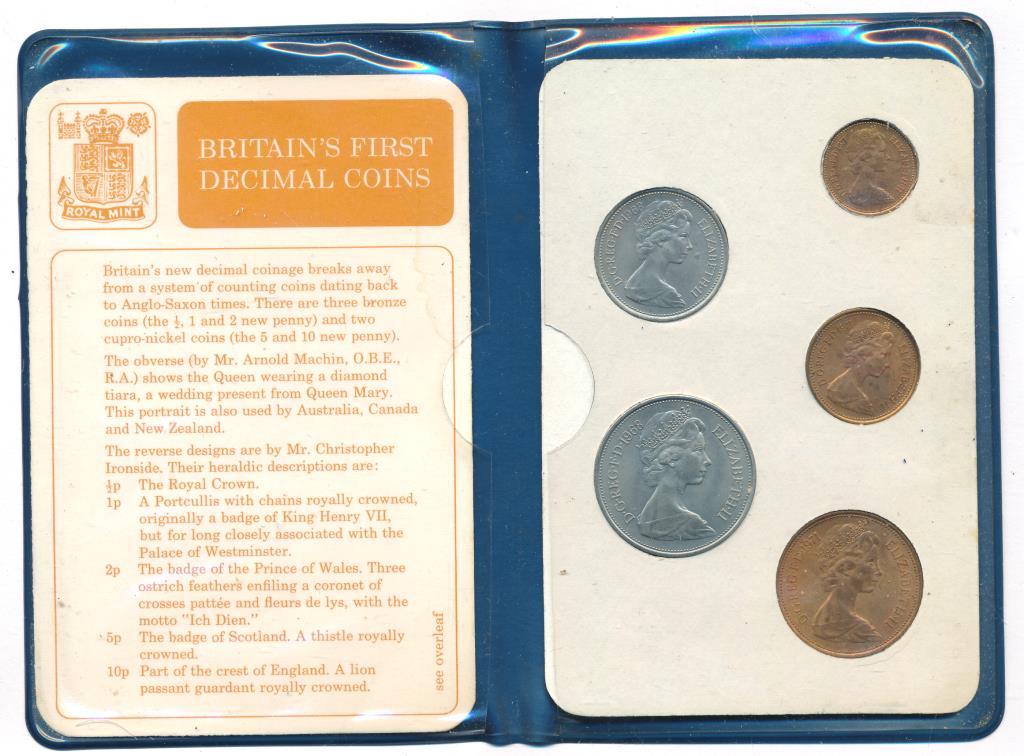 ROYAL MINT
BRITAIN'S FIRST
DECIMAL COINS
Britain's new decimal coinage breaks away
from a system of counting coins dating back
to Anglo-Saxon times. There are three bronze
coins (the ½, 1 and 2 new penny) and two
cupro-nickel coins (the 5 and 10 new penny).
The obverse (by Mr. Arnold Machin, O.B.E.,
R.A.) shows the Queen wearing a diamond
tiara, a wedding present from Queen Mary.
This portrait is also used by Australia, Canada
and New Zealand.
The reverse designs are by Mr. Christopher
Ironside. Their heraldic descriptions are:
½p The Royal Crown.
1p A Portcullis with chains royally crowned,
originally a badge of King Henry VII,
but for long closely associated with the
Palace of Westminster.
2p The badge of the Prince of Wales. Three
ostrich feathers enfiling a coronet of
crosses pattée and fleurs de lys, with the
motto "Ich Dien."
5p The badge of Scotland. A thistle royally
crowned.
10p Part of the crest of England. A lion
passant guardant royally crowned.
see overleaf
D·G·REG·F·D·1968 ELIZABETH·II
D·G·REG·F·D·1968 ELIZABETH·II
D·G·REG·F·D·1971 ELIZABETH·II
D·G·REG·F·D·1971 ELIZABETH·II